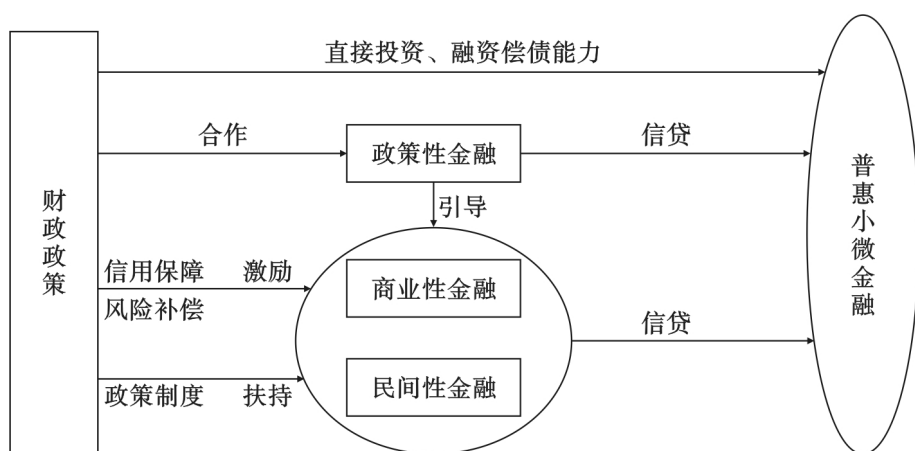 直接投资、融资偿债能力
合作
政策性金融
信贷
引导
财政政策
信用保障 激励
风险补偿
商业性金融
信贷
政策制度 扶持
民间性金融
普惠小微金融